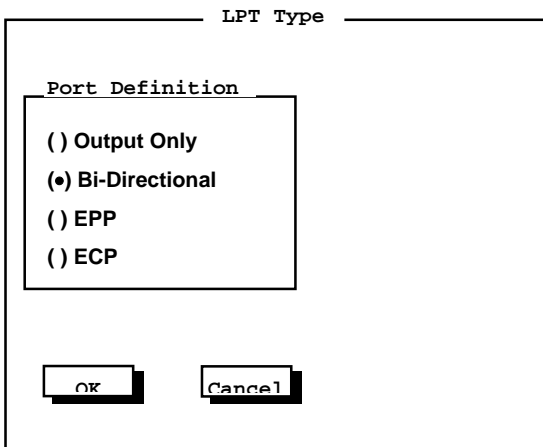 LPT Type
Port Definition
( ) Output Only
(•) Bi-Directional
( ) EPP
( ) ECP
OK Cancel